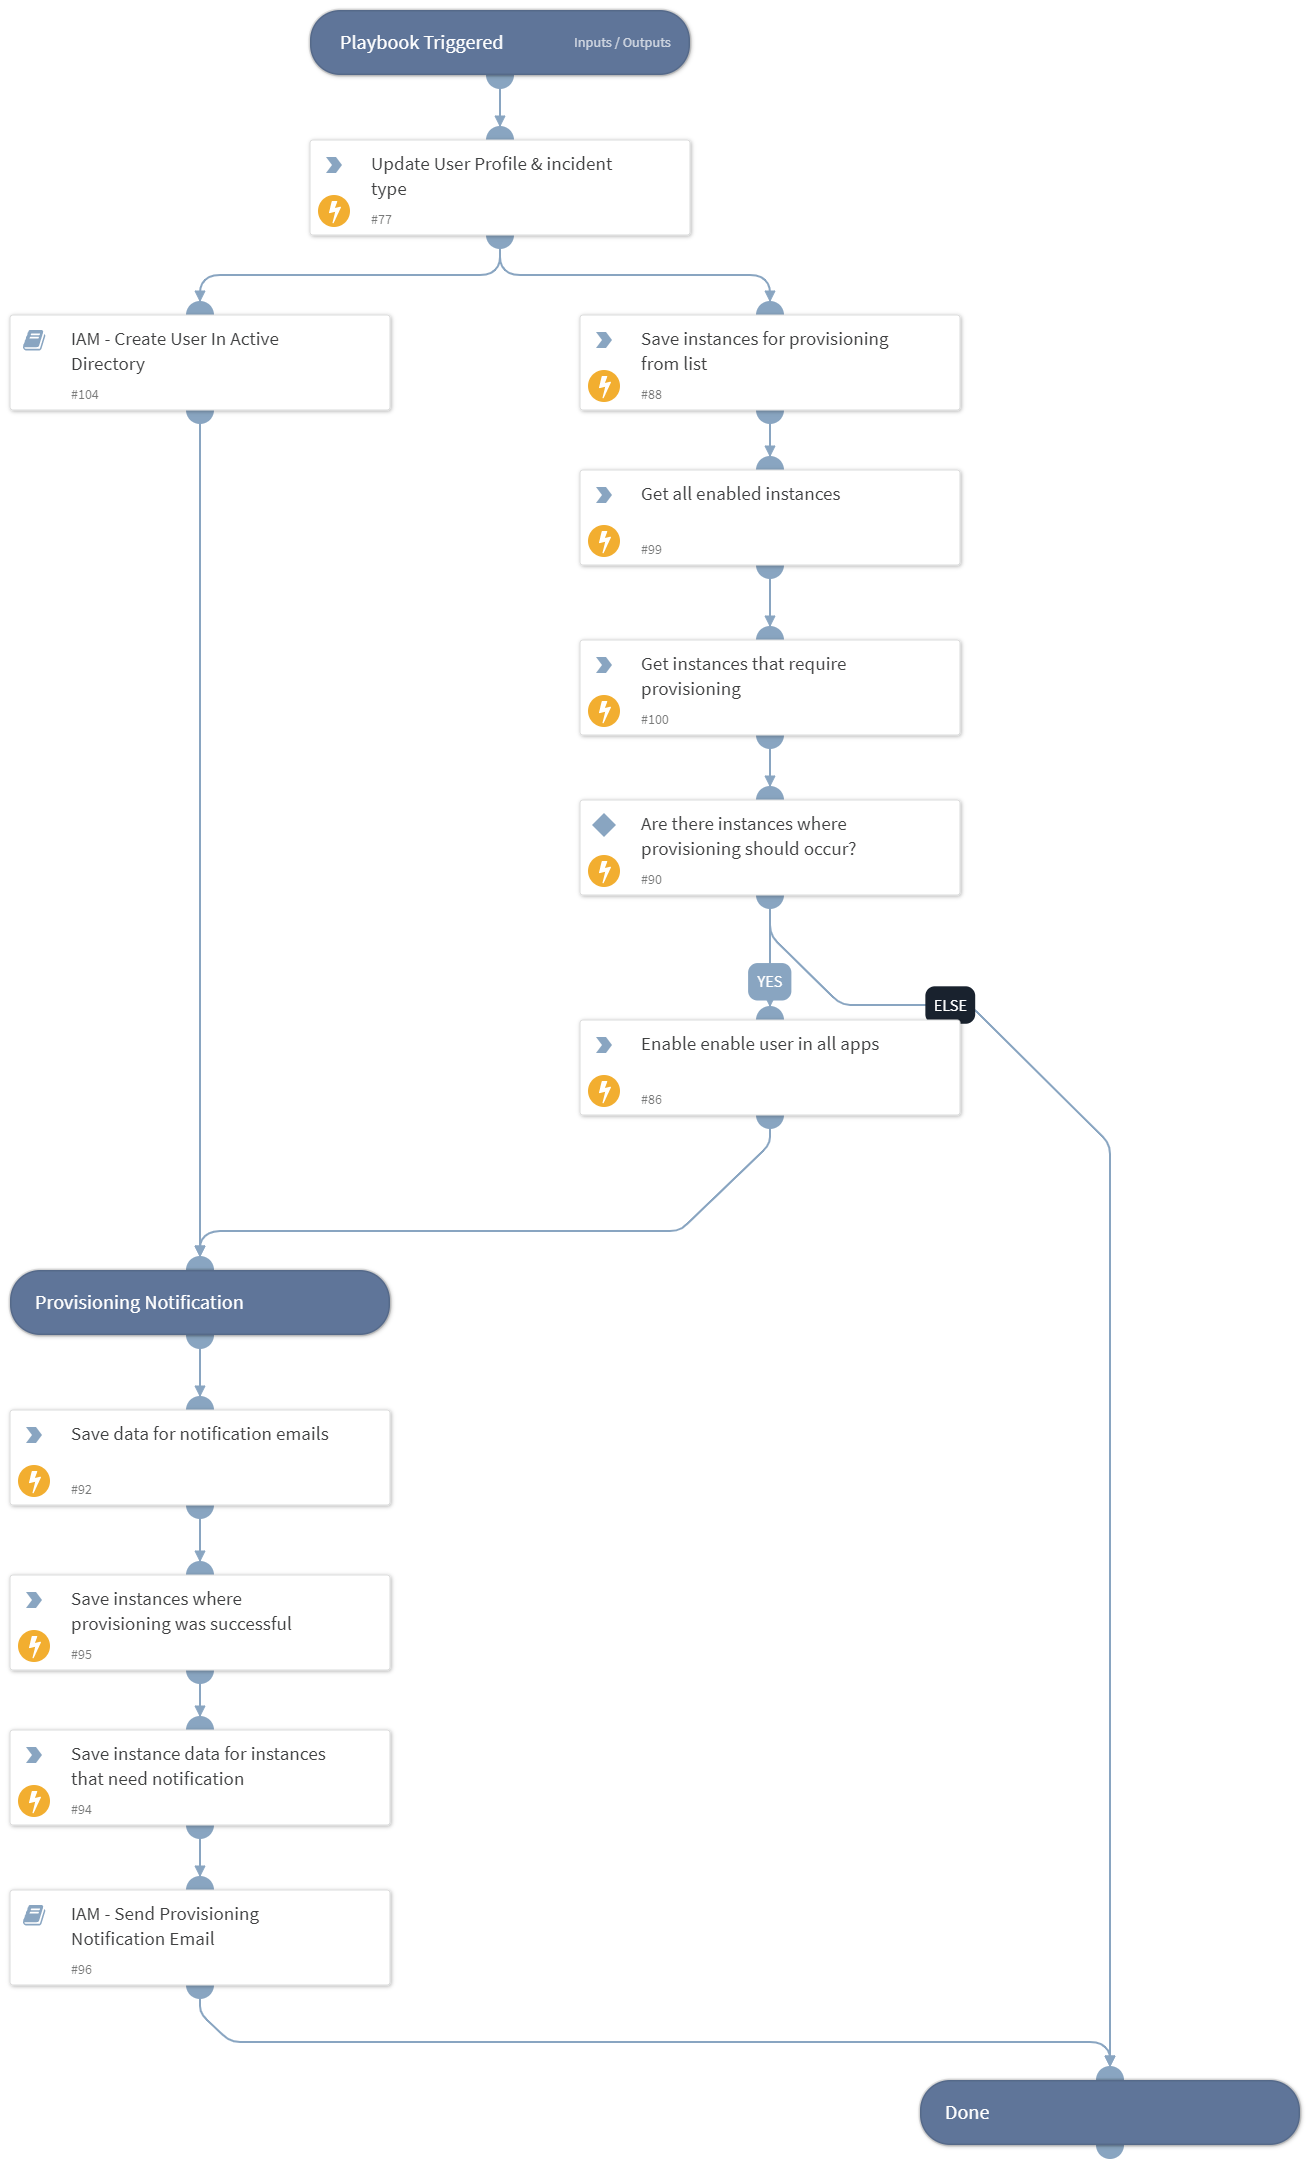 Playbook Triggered
Inputs / Outputs
Update User Profile & incident
type
#77
IAM - Create User In Active
Directory
#104
Save instances for provisioning
from list
#88
Get all enabled instances
#99
Get instances that require
provisioning
#100
Are there instances where
provisioning should occur?
#90
YES
ELSE
Enable enable user in all apps
#86
Provisioning Notification
Save data for notification emails
#92
Save instances where
provisioning was successful
#95
Save instance data for instances
that need notification
#94
IAM - Send Provisioning
Notification Email
#96
Done